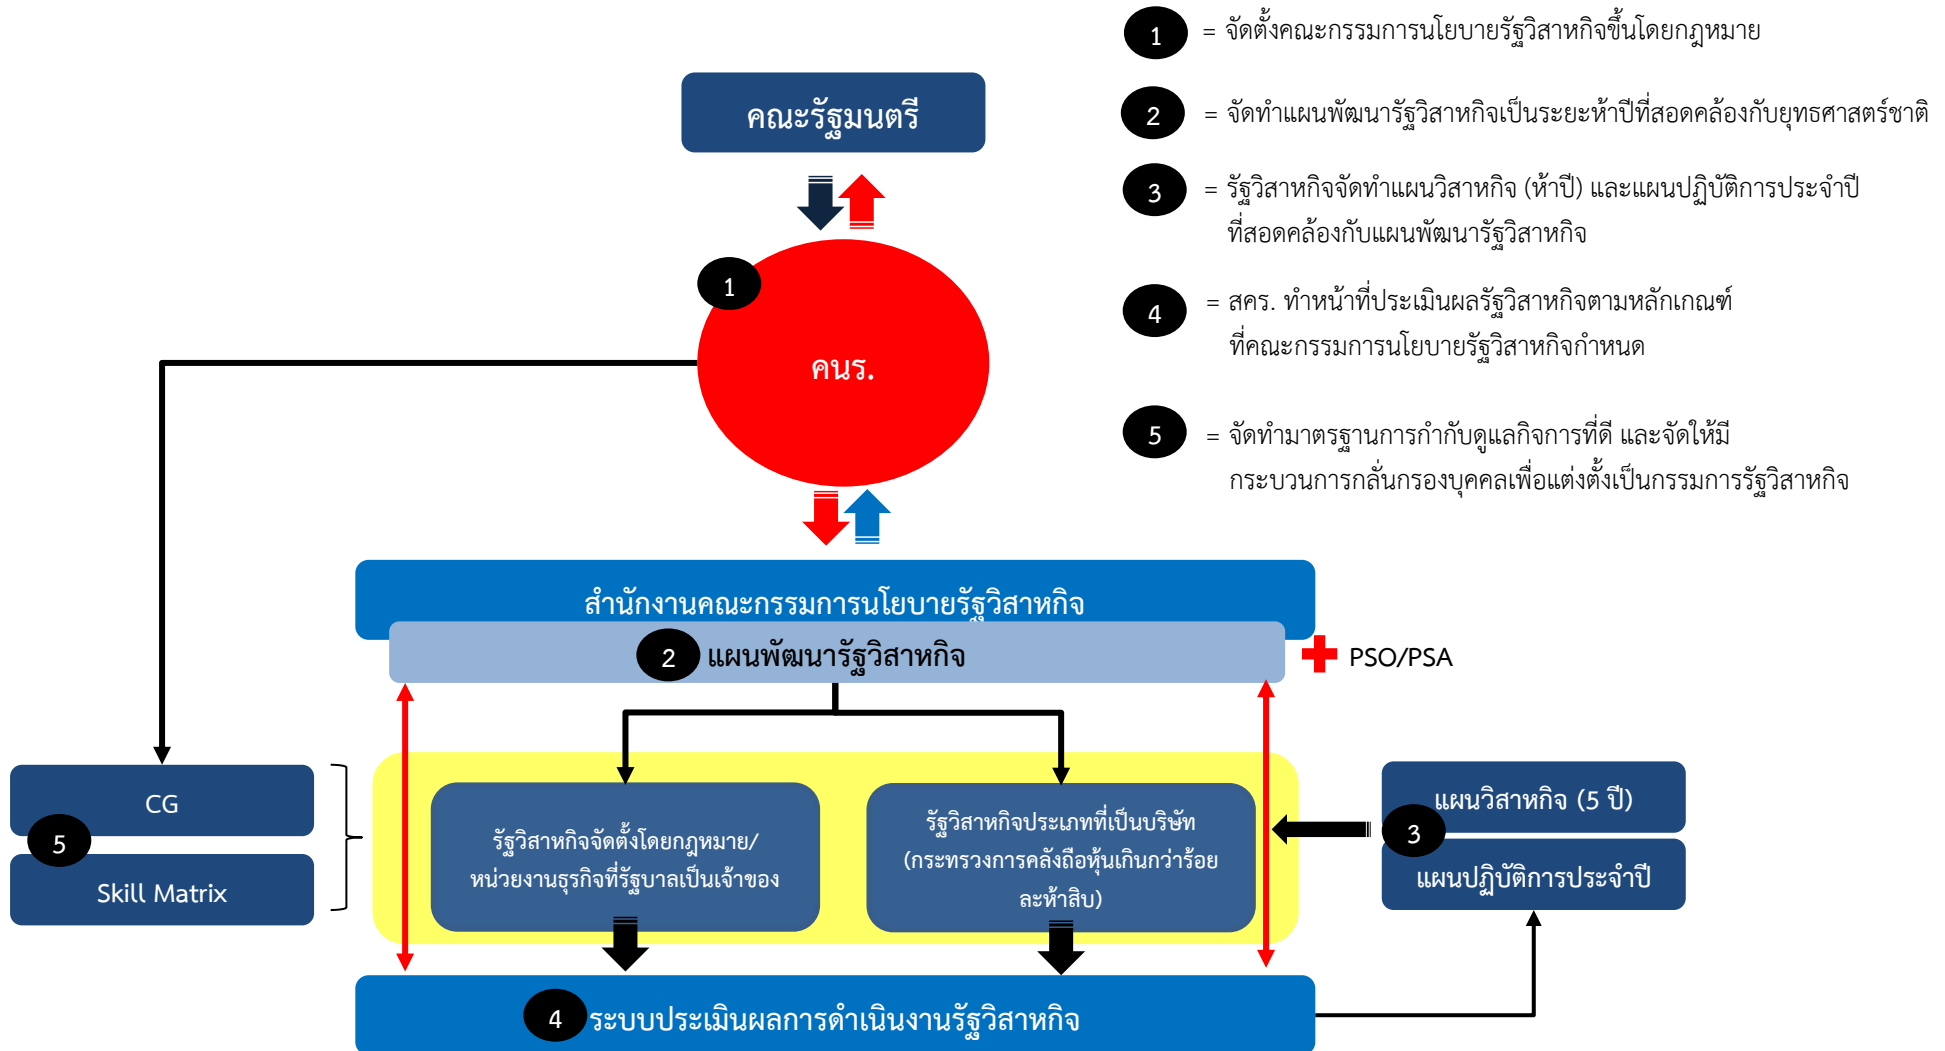 1 = จัดตั้งคณะกรรมการนโยบายรัฐวิสาหกิจขึ้นโดยกฎหมาย
2 = จัดทำแผนพัฒนารัฐวิสาหกิจเป็นระยะห้าปีที่สอดคล้องกับยุทธศาสตร์ชาติ
3 = รัฐวิสาหกิจจัดทำแผนวิสาหกิจ (ห้าปี) และแผนปฏิบัติการประจำปี
ที่สอดคล้องกับแผนพัฒนารัฐวิสาหกิจ
4 = สคร. ทำหน้าที่ประเมินผลรัฐวิสาหกิจตามหลักเกณฑ์
ที่คณะกรรมการนโยบายรัฐวิสาหกิจกำหนด
5 = จัดทำมาตรฐานการกำกับดูแลกิจการที่ดี และจัดให้มี
กระบวนการกลั่นกรองบุคคลเพื่อแต่งตั้งเป็นกรรมการรัฐวิสาหกิจ
คณะรัฐมนตรี
1
คนร.
สำนักงานคณะกรรมการนโยบายรัฐวิสาหกิจ
2 แผนพัฒนารัฐวิสาหกิจ
PSO/PSA
CG
5
Skill Matrix
รัฐวิสาหกิจจัดตั้งโดยกฎหมาย/
หน่วยงานธุรกิจที่รัฐบาลเป็นเจ้าของ
รัฐวิสาหกิจประเภทที่เป็นบริษัท
(กระทรวงการคลังถือหุ้นเกินกว่าร้อย
ละห้าสิบ)
แผนวิสาหกิจ (5 ปี)
3
แผนปฏิบัติการประจำปี
4 ระบบประเมินผลการดำเนินงานรัฐวิสาหกิจ